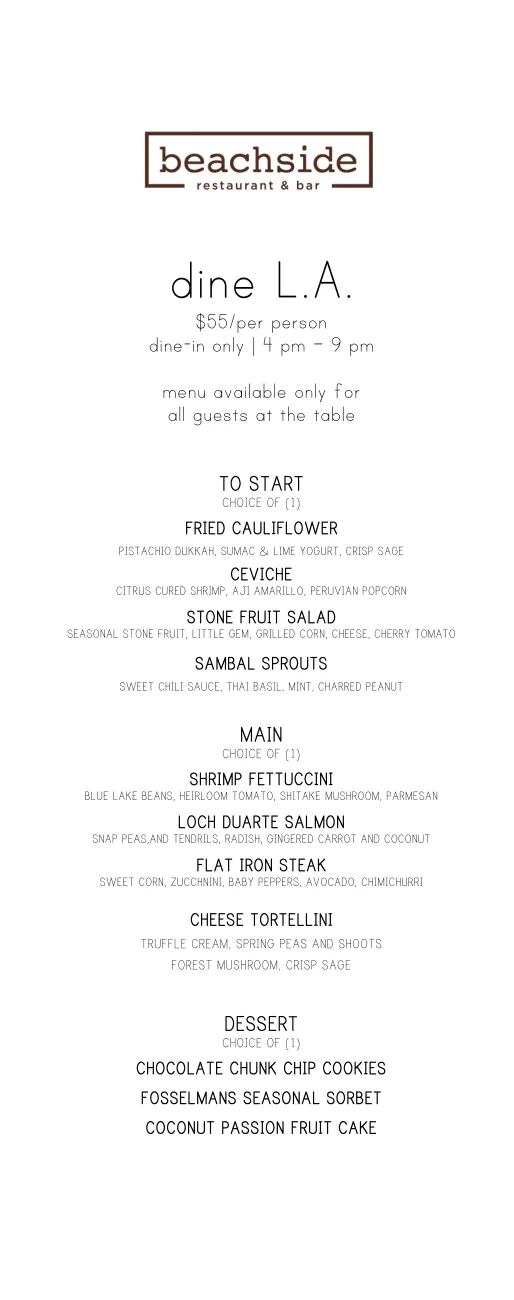 beachside
restaurant & bar
dine L.A.
$55/per person
dine-in only | 4 pm - 9 pm
menu available only for
all guests at the table
TO START
CHOICE OF (1)
FRIED CAULIFLOWER
PISTACHIO DUKKAH, SUMAC & LIME YOGURT, CRISP SAGE
CEVICHE
CITRUS CURED SHRIMP, AJI AMARILLO, PERUVIAN POPCORN
STONE FRUIT SALAD
SEASONAL STONE FRUIT, LITTLE GEM, GRILLED CORN, CHEESE, CHERRY TOMATO
SAMBAL SPROUTS
SWEET CHILI SAUCE, THAI BASIL, MINT, CHARRED PEANUT
MAIN
CHOICE OF (1)
SHRIMP FETTUCCINI
BLUE LAKE BEANS, HEIRLOOM TOMATO, SHITAKE MUSHROOM, PARMESAN
LOCH DUARTE SALMON
SNAP PEAS,AND TENDRILS, RADISH, GINGERED CARROT AND COCONUT
FLAT IRON STEAK
SWEET CORN, ZUCCHNINI, BABY PEPPERS, AVOCADO, CHIMICHURRI
CHEESE TORTELLINI
TRUFFLE CREAM, SPRING PEAS AND SHOOTS
FOREST MUSHROOM, CRISP SAGE
DESSERT
CHOICE OF (1)
CHOCOLATE CHUNK CHIP COOKIES
FOSSELMANS SEASONAL SORBET
COCONUT PASSION FRUIT CAKE